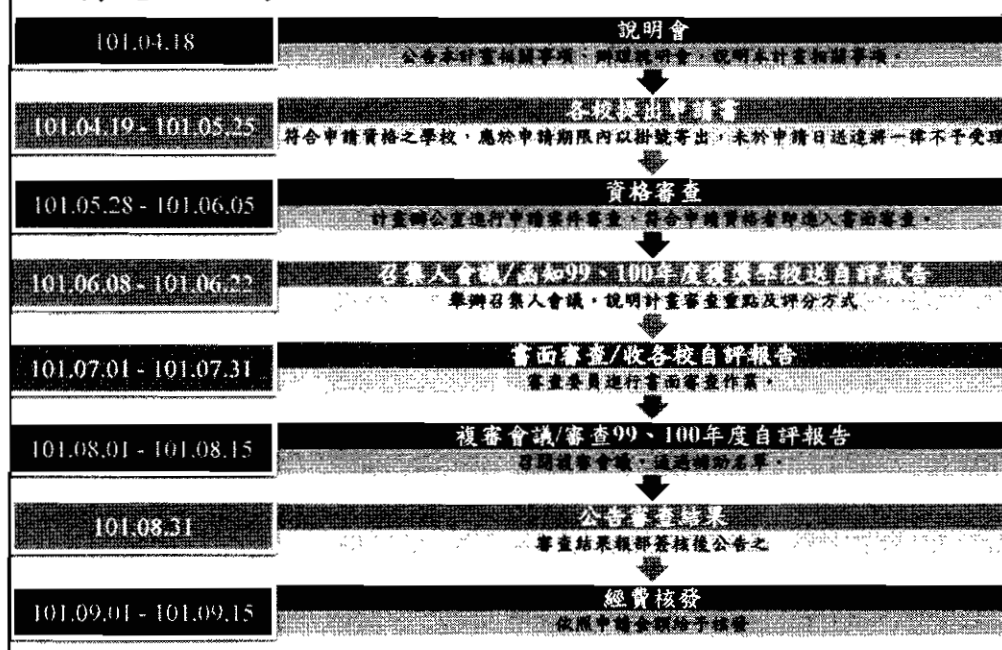 101.04.18
說明會
公告本計畫相關事項、辦理說明會，說明本計畫相關事項。
101.04.19 - 101.05.25
各校提出申請書
符合申請資格之學校，應於申請期限內以掛號寄出，未於申請日送達將一律不予受理
101.05.28 - 101.06.05
資格審查
計畫辦公室進行申請案件審查，符合申請資格者即進入書面審查。
101.06.08 - 101.06.22
召集人會議/函知99、100年度獲獎學校送自評報告
舉辦召集人會議，說明計畫審查重點及評分方式
101.07.01 - 101.07.31
書面審查/收各校自評報告
審查委員進行書面審查作業。
101.08.01 - 101.08.15
複審會議/審查99、100年度自評報告
召開複審會議，通過補助名單。
101.08.31
公告審查結果
審查結果報部簽核後公告之
101.09.01 - 101.09.15
經費核發
依照申請金額給予核發